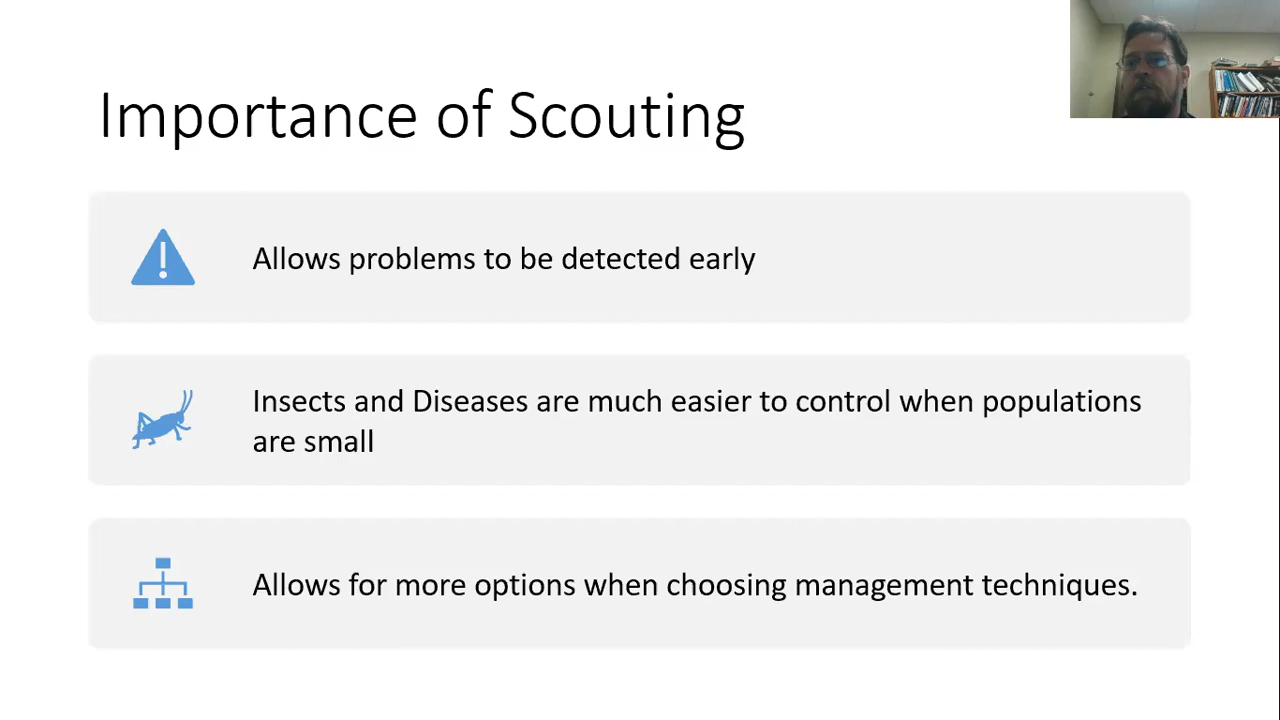 Importance of Scouting
Allows problems to be detected early
Insects and Diseases are much easier to control when populations
are small
Allows for more options when choosing management techniques.